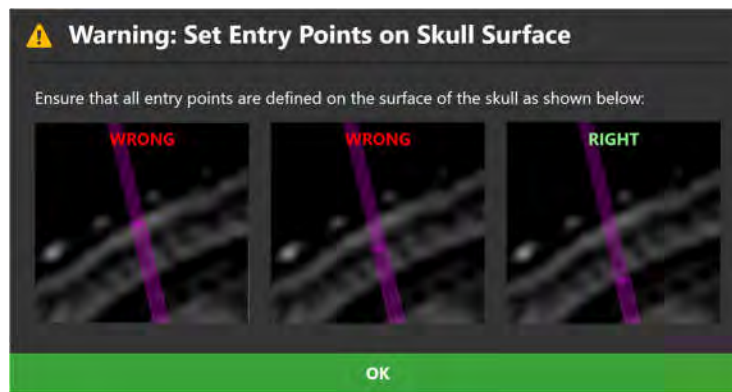 Warning: Set Entry Points on Skull Surface
Ensure that all entry points are defined on the surface of the skull as shown below:
WRONG
WRONG
RIGHT
OK